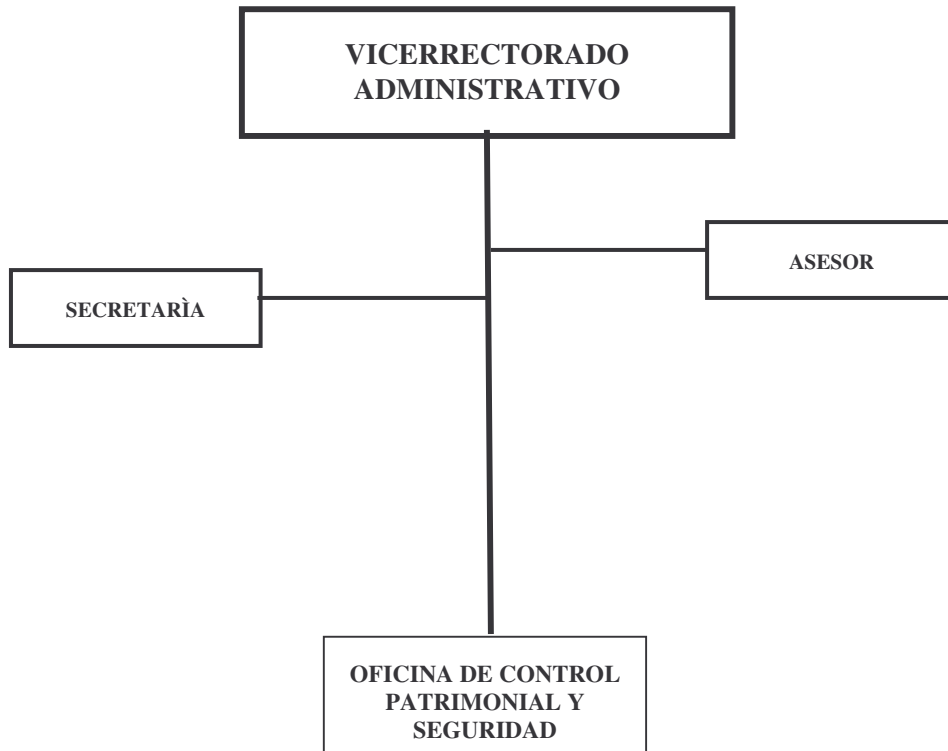 VICERRECTORADO
ADMINISTRATIVO
ASESOR
SECRETARÌA
OFICINA DE CONTROL
PATRIMONIAL Y
SEGURIDAD